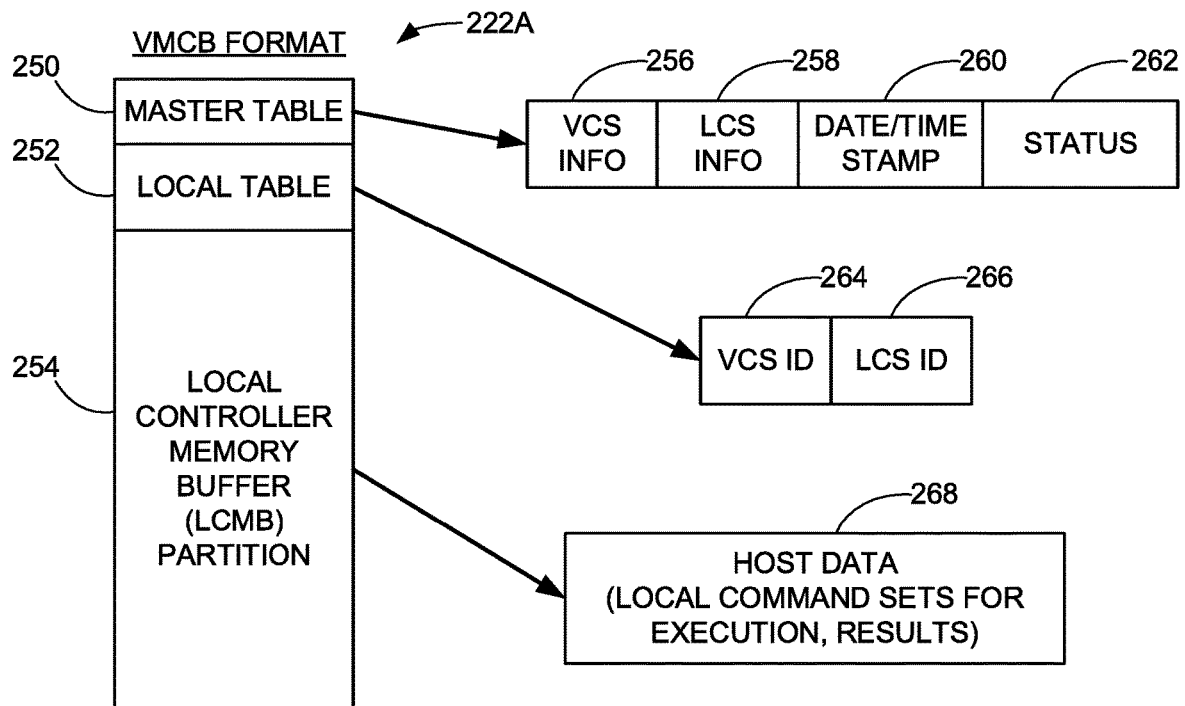 222A
VMCB FORMAT
250
256
258
260
262
MASTER TABLE
VCS
INFO
LCS
INFO
DATE/TIME
STAMP
STATUS
252
LOCAL TABLE
264
266
VCS ID
LCS ID
254
LOCAL
CONTROLLER
MEMORY
BUFFER
(LCMB)
PARTITION
268
HOST DATA
(LOCAL COMMAND SETS FOR
EXECUTION, RESULTS)